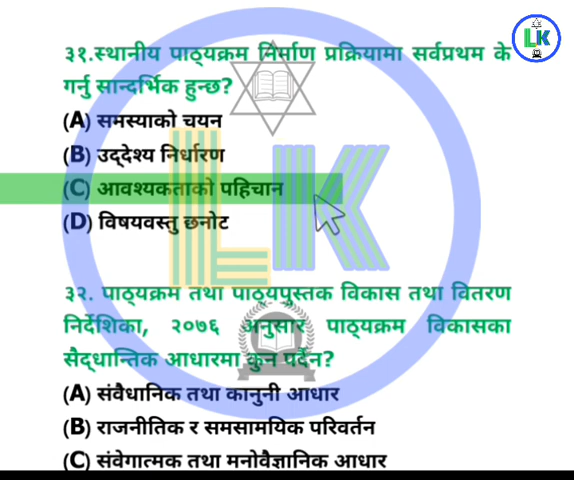 LK
३१.स्थानीय पाठ्यक्रम निर्माण प्रक्रियामा सर्वप्रथम के
गर्नु सान्दर्भिक हुन्छ?
(A) समस्याको चयन
(B) उद्देश्य निर्धारण
(C) आवश्यकताको पहिचान
(D) विषयवस्तु छनोट
LK
३२. पाठ्यक्रम तथा पाठ्यपुस्तक विकास तथा वितरण
निर्देशिका, २०७६ अनुसार पाठ्यक्रम विकासका
सैद्धान्तिक आधारमा कुन पर्दैन?
(A) संवैधानिक तथा कानुनी आधार
(B) राजनीतिक र समसामयिक परिवर्तन
(C) संवेगात्मक तथा मनोवैज्ञानिक आधार